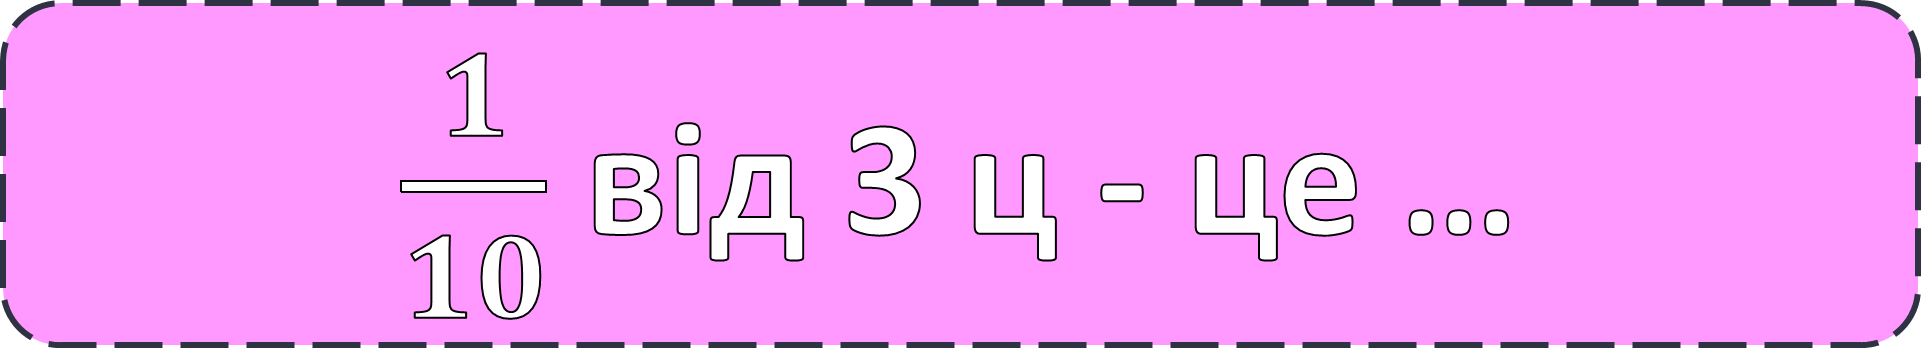 1/10 від 3 ц - це ...